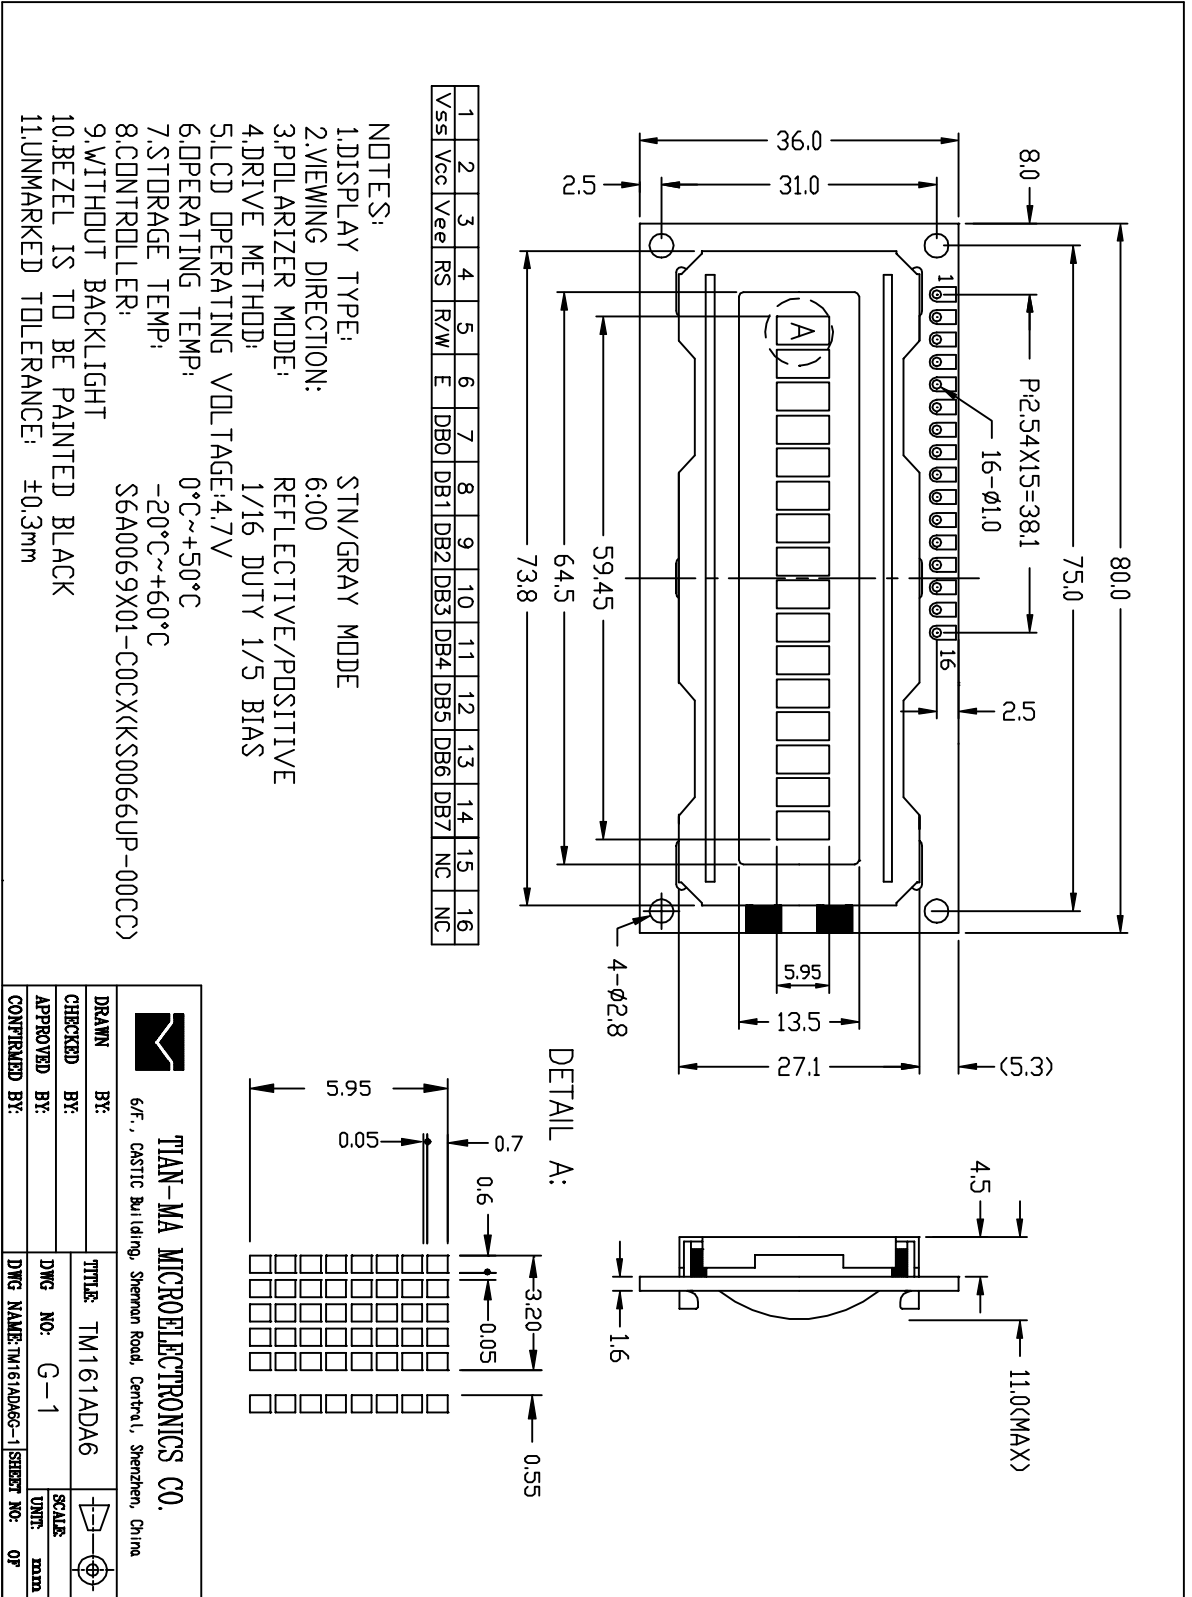 80.0
75.0
8.0
P:2.54X15=38.1
16-Ø1.0
2.5
1
16
36.0
31.0
2.5
A
59.45
64.5
73.8
5.95
13.5
27.1
(5.3)
4-Ø2.8
4.5
11.0(MAX)
1.6
DETAIL A:
5.95
0.05
0.7
0.6
3.20
0.05
0.55
1 2 3 4 5 6 7 8 9 10 11 12 13 14 15 16
Vss Vcc Vee RS R/W E DB0 DB1 DB2 DB3 DB4 DB5 DB6 DB7 NC NC
NOTES:
1.DISPLAY TYPE: STN/GRAY MODE
2.VIEWING DIRECTION: 6:00
3.POLARIZER MODE: REFLECTIVE/POSITIVE
4.DRIVE METHOD: 1/16 DUTY 1/5 BIAS
5.LCD OPERATING VOLTAGE:4.7V
6.OPERATING TEMP: 0°C~+50°C
7.STORAGE TEMP: -20°C~+60°C
8.CONTROLLER: S6A0069X01-C0CX(KS0066UP-00CC)
9.WITHOUT BACKLIGHT
10.BEZEL IS TO BE PAINTED BLACK
11.UNMARKED TOLERANCE: ±0.3mm
TIAN-MA MICROELECTRONICS CO.
6/F., CASTIC Building, Shennan Road, Central, Shenzhen, China
DRAWN BY:
CHECKED BY:
APPROVED BY:
CONFIRMED BY:
TITLE: TM161ADA6
DWG NO: G-1
SCALE:
UNIT: mm
DWG NAME:TM161ADA6G-1
SHEET NO: OF